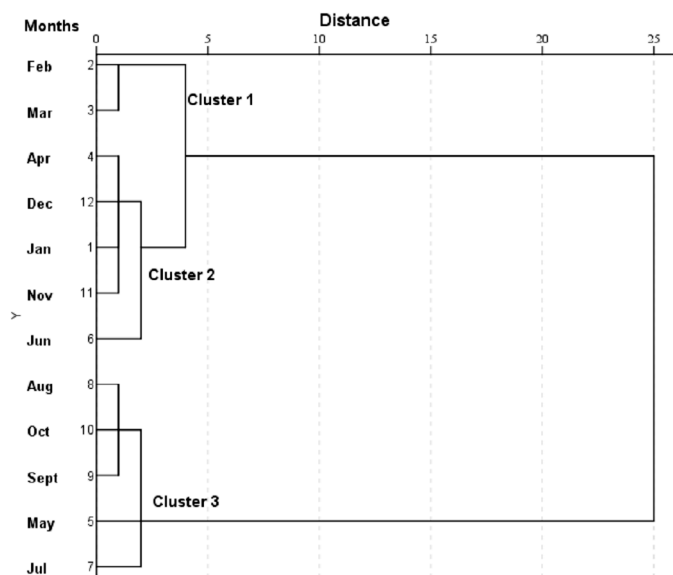 Months
Distance
0 5 10 15 20 25
Feb 2
Cluster 1
Mar 3
Apr 4
Dec 12
Jan 1
Cluster 2
Nov 11
Y
Jun 6
Aug 8
Oct 10
Sept 9
Cluster 3
May 5
Jul 7